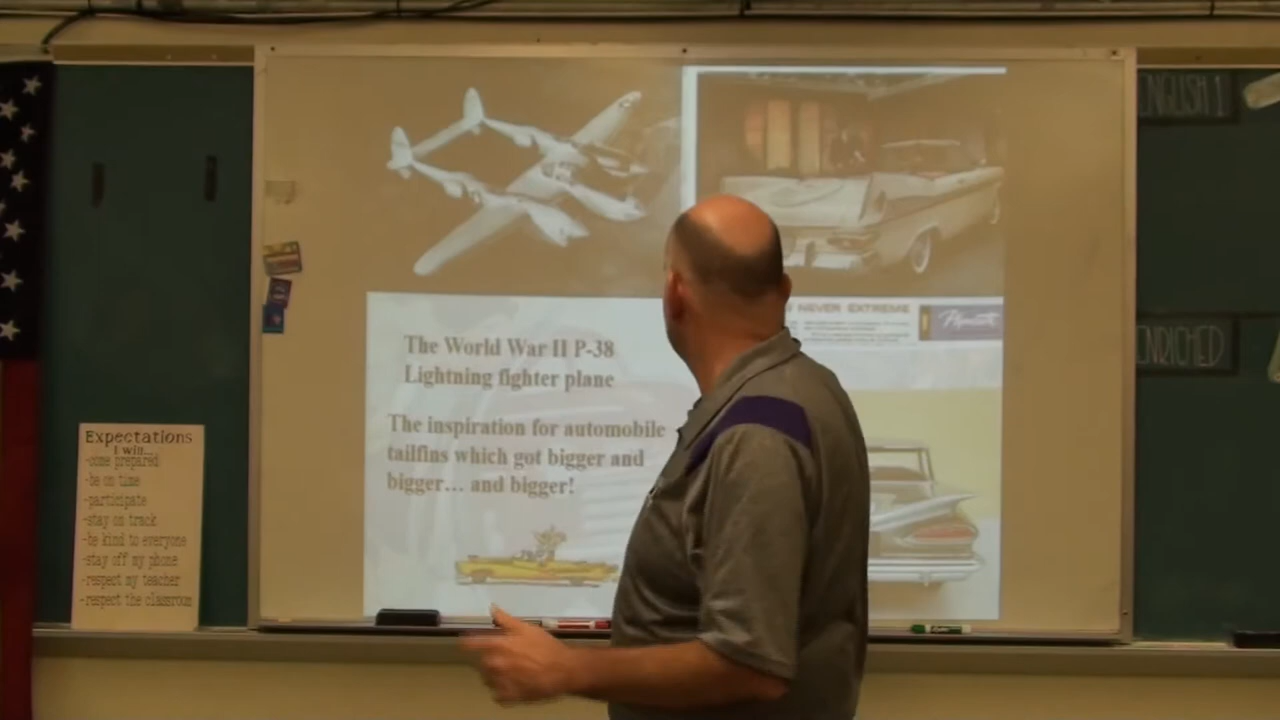 ENGLISH 1
NEVER EXTREME
Plymouth
The World War II P-38
Lightning fighter plane
The inspiration for automobile
tailfins which got bigger and
bigger... and bigger!
ENRICHED
Expectations
I will...
-come prepared
-be on time
-participate
-stay on track
-be kind to everyone
-stay off my phone
-respect my teacher
-respect the classroom